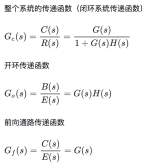 整个系统的传递函数（闭环系统传递函数）
G_c(s) = C(s)/R(s) = G(s)/(1 + G(s)H(s))
开环传递函数
G_o(s) = B(s)/E(s) = G(s)H(s)
前向通路传递函数
G_f(s) = C(s)/E(s) = G(s)